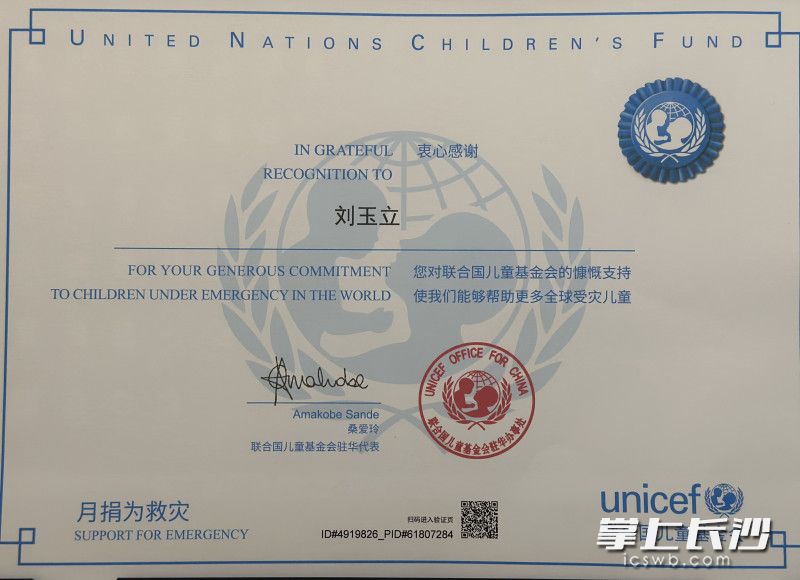 UNITED NATIONS CHILDREN'S FUND
IN GRATEFUL 衷心感谢
RECOGNITION TO
刘玉立
FOR YOUR GENEROUS COMMITMENT 您对联合国儿童基金会的慷慨支持
TO CHILDREN UNDER EMERGENCY IN THE WORLD 使我们能够帮助更多全球受灾儿童
Amakobe
UNICEF OFFICE FOR CHINA
联合国儿童基金会驻华办事处
Amakobe Sande
桑爱玲
联合国儿童基金会驻华代表
月捐为救灾
SUPPORT FOR EMERGENCY
扫码进入验证页
ID#4919826_PID#61807284
unicef
国儿童基金
掌上长沙
icswb.com